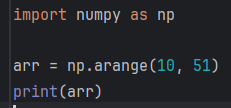 import numpy as np
arr = np.arange(10, 51)
print(arr)